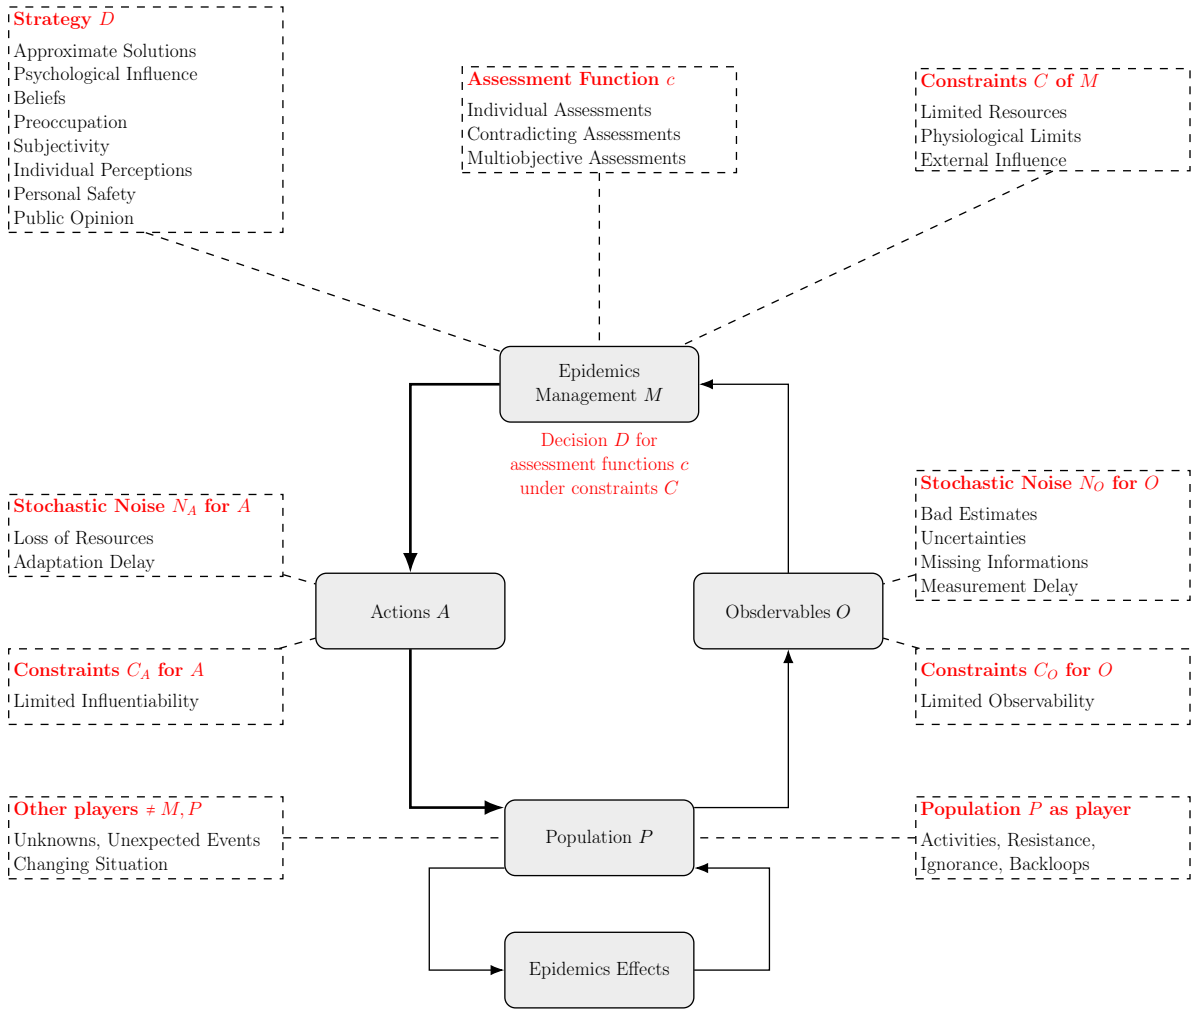 Strategy D
Approximate Solutions
Psychological Influence
Beliefs
Preoccupation
Subjectivity
Individual Perceptions
Personal Safety
Public Opinion
Assessment Function c
Individual Assessments
Contradicting Assessments
Multiobjective Assessments
Constraints C of M
Limited Resources
Physiological Limits
External Influence
Epidemics
Management M
Decision D for
assessment functions c
under constraints C
Stochastic Noise N_A for A
Loss of Resources
Adaptation Delay
Stochastic Noise N_O for O
Bad Estimates
Uncertainties
Missing Informations
Measurement Delay
Actions A
Obsdervables O
Constraints C_A for A
Limited Influentiability
Constraints C_O for O
Limited Observability
Other players ≠ M, P
Unknowns, Unexpected Events
Changing Situation
Population P
Population P as player
Activities, Resistance,
Ignorance, Backloops
Epidemics Effects